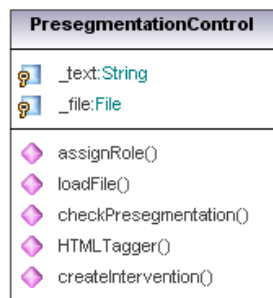 PresegmentationControl
_text:String
_file:File
assignRole()
loadFile()
checkPresegmentation()
HTMLTagger()
createIntervention()